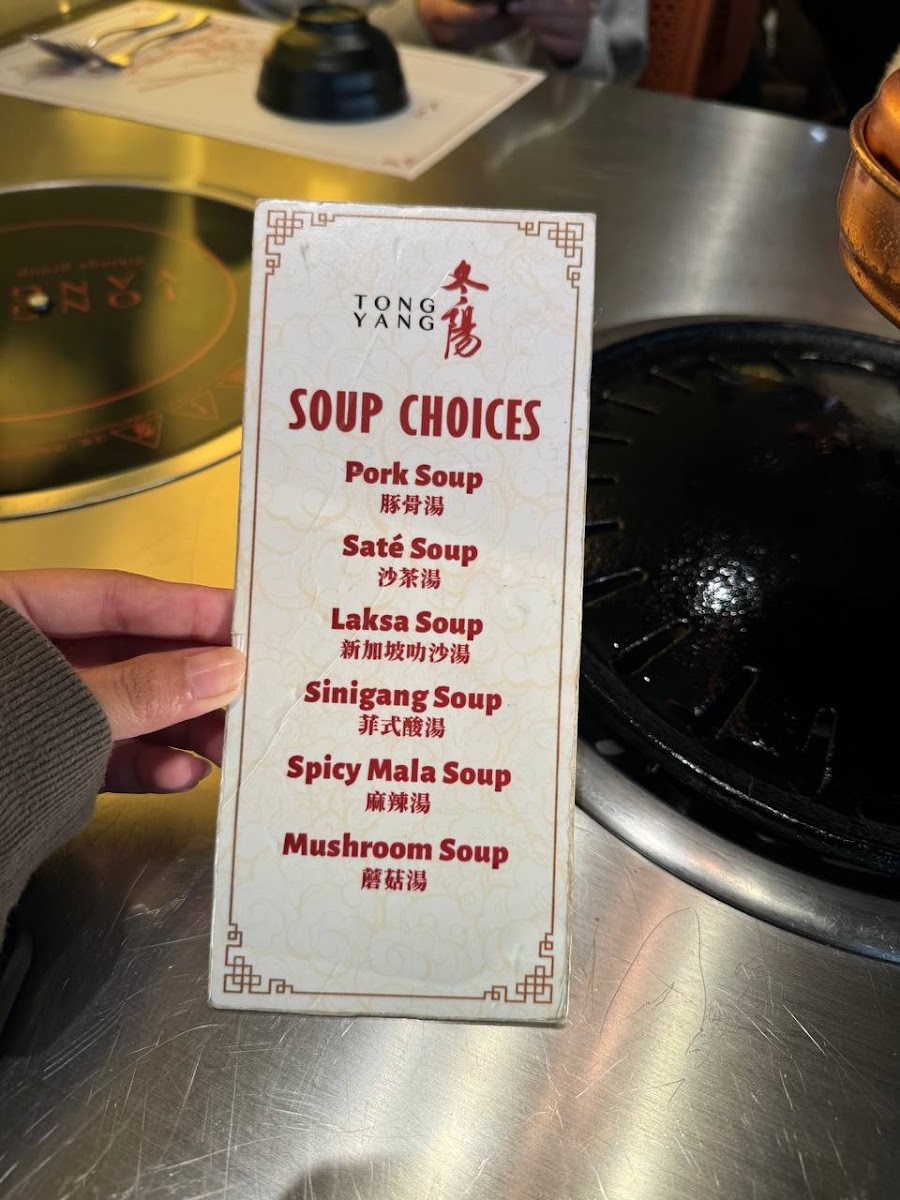 TONG
YANG
冬陽
SOUP CHOICES
Pork Soup
豚骨湯
Saté Soup
沙茶湯
Laksa Soup
新加坡叻沙湯
Sinigang Soup
菲式酸湯
Spicy Mala Soup
麻辣湯
Mushroom Soup
蘑菇湯